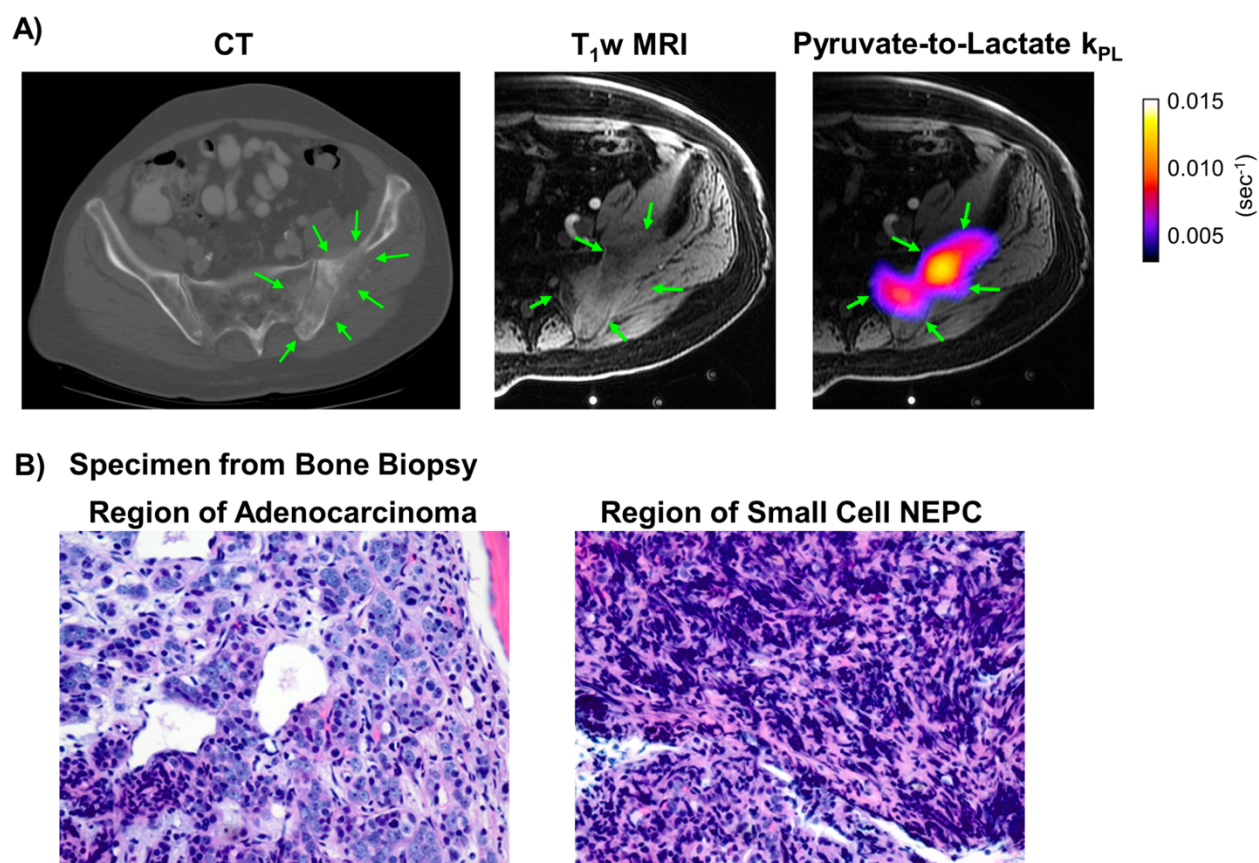 A)
CT
T₁w MRI
Pyruvate-to-Lactate kPL
0.015
0.010
0.005
(sec⁻¹)
B) Specimen from Bone Biopsy
Region of Adenocarcinoma
Region of Small Cell NEPC